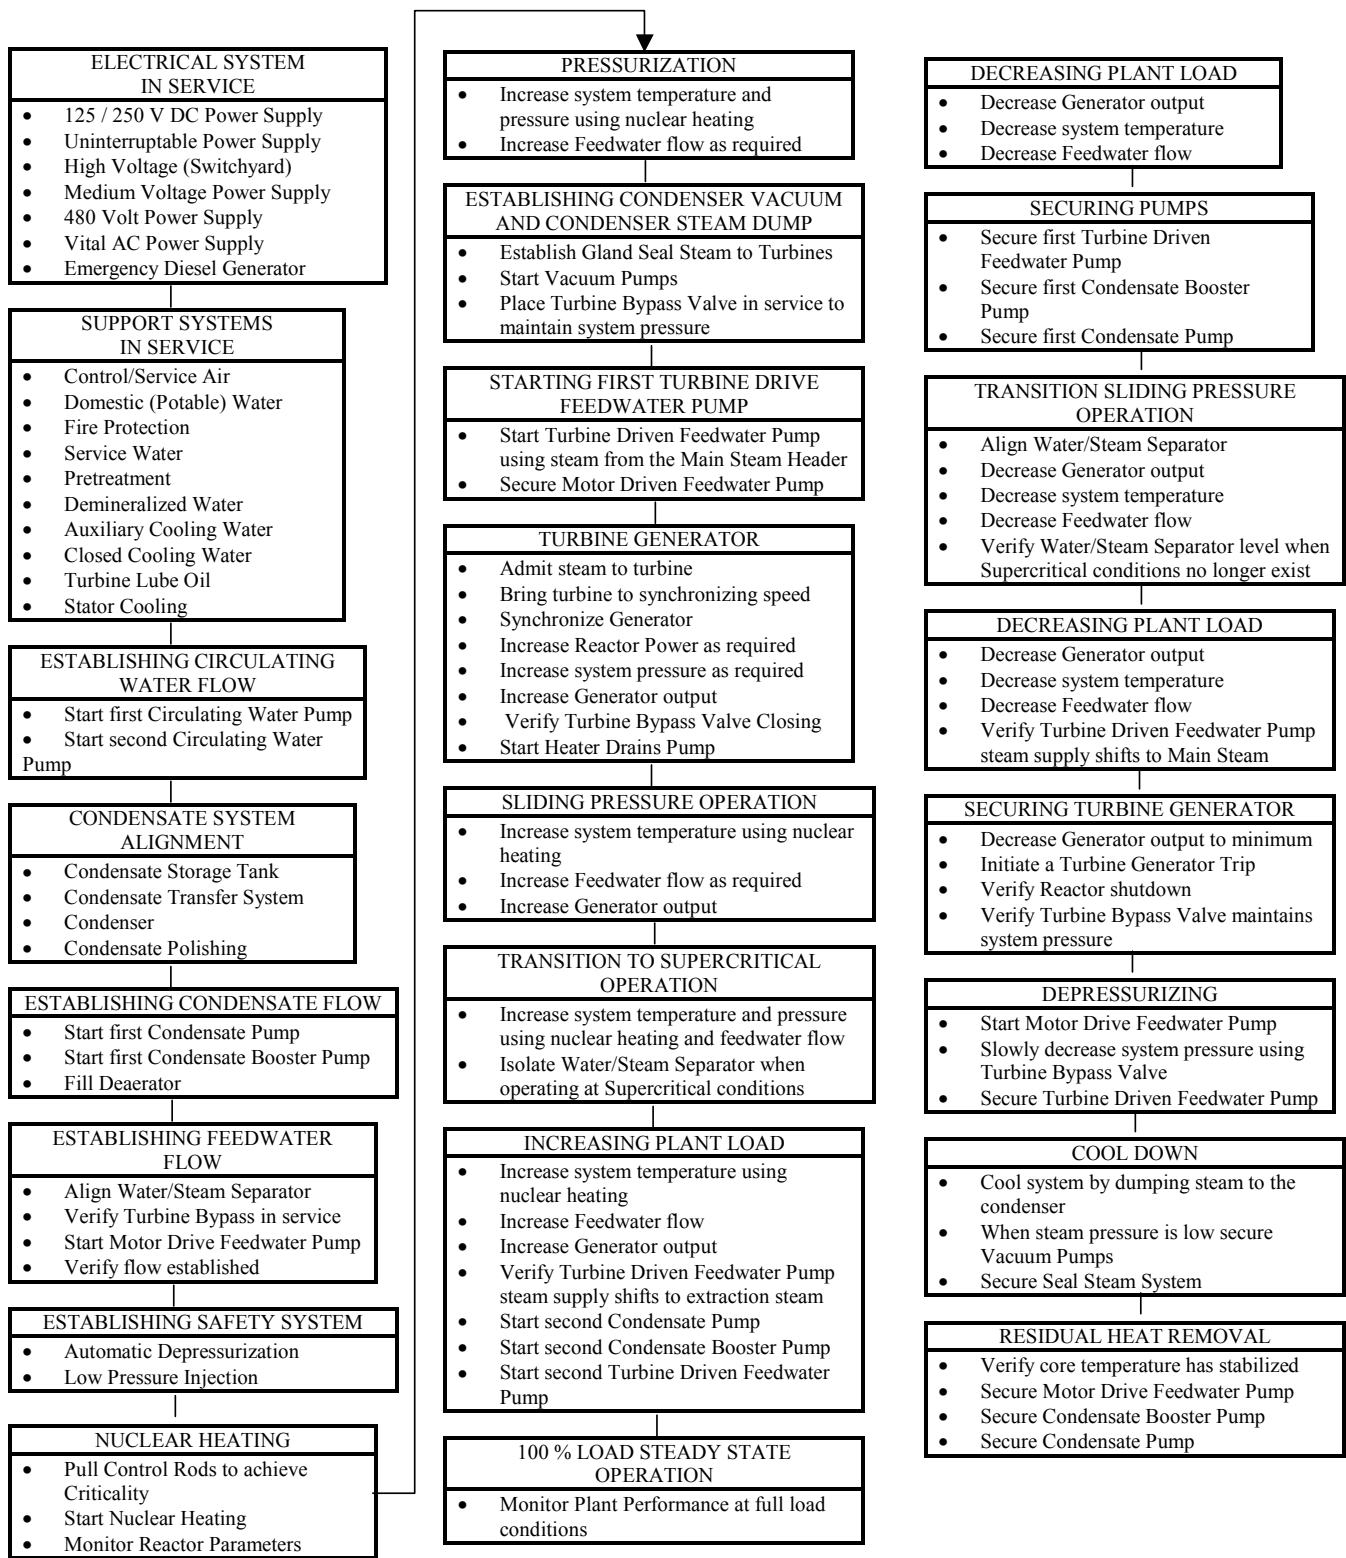 ELECTRICAL SYSTEM
IN SERVICE
• 125 / 250 V DC Power Supply
• Uninterruptable Power Supply
• High Voltage (Switchyard)
• Medium Voltage Power Supply
• 480 Volt Power Supply
• Vital AC Power Supply
• Emergency Diesel Generator
SUPPORT SYSTEMS
IN SERVICE
• Control/Service Air
• Domestic (Potable) Water
• Fire Protection
• Service Water
• Pretreatment
• Demineralized Water
• Auxiliary Cooling Water
• Closed Cooling Water
• Turbine Lube Oil
• Stator Cooling
ESTABLISHING CIRCULATING
WATER FLOW
• Start first Circulating Water Pump
• Start second Circulating Water
Pump
CONDENSATE SYSTEM
ALIGNMENT
• Condensate Storage Tank
• Condensate Transfer System
• Condenser
• Condensate Polishing
ESTABLISHING CONDENSATE FLOW
• Start first Condensate Pump
• Start first Condensate Booster Pump
• Fill Deaerator
ESTABLISHING FEEDWATER
FLOW
• Align Water/Steam Separator
• Verify Turbine Bypass in service
• Start Motor Drive Feedwater Pump
• Verify flow established
ESTABLISHING SAFETY SYSTEM
• Automatic Depressurization
• Low Pressure Injection
NUCLEAR HEATING
• Pull Control Rods to achieve
Criticality
• Start Nuclear Heating
• Monitor Reactor Parameters
PRESSURIZATION
• Increase system temperature and
pressure using nuclear heating
• Increase Feedwater flow as required
ESTABLISHING CONDENSER VACUUM
AND CONDENSER STEAM DUMP
• Establish Gland Seal Steam to Turbines
• Start Vacuum Pumps
• Place Turbine Bypass Valve in service to
maintain system pressure
STARTING FIRST TURBINE DRIVE
FEEDWATER PUMP
• Start Turbine Driven Feedwater Pump
using steam from the Main Steam Header
• Secure Motor Driven Feedwater Pump
TURBINE GENERATOR
• Admit steam to turbine
• Bring turbine to synchronizing speed
• Synchronize Generator
• Increase Reactor Power as required
• Increase system pressure as required
• Increase Generator output
• Verify Turbine Bypass Valve Closing
• Start Heater Drains Pump
SLIDING PRESSURE OPERATION
• Increase system temperature using nuclear
heating
• Increase Feedwater flow as required
• Increase Generator output
TRANSITION TO SUPERCRITICAL
OPERATION
• Increase system temperature and pressure
using nuclear heating and feedwater flow
• Isolate Water/Steam Separator when
operating at Supercritical conditions
INCREASING PLANT LOAD
• Increase system temperature using
nuclear heating
• Increase Feedwater flow
• Increase Generator output
• Verify Turbine Driven Feedwater Pump
steam supply shifts to extraction steam
• Start second Condensate Pump
• Start second Condensate Booster Pump
• Start second Turbine Driven Feedwater
Pump
100 % LOAD STEADY STATE
OPERATION
• Monitor Plant Performance at full load
conditions
DECREASING PLANT LOAD
• Decrease Generator output
• Decrease system temperature
• Decrease Feedwater flow
SECURING PUMPS
• Secure first Turbine Driven
Feedwater Pump
• Secure first Condensate Booster
Pump
• Secure first Condensate Pump
TRANSITION SLIDING PRESSURE
OPERATION
• Align Water/Steam Separator
• Decrease Generator output
• Decrease system temperature
• Decrease Feedwater flow
• Verify Water/Steam Separator level when
Supercritical conditions no longer exist
DECREASING PLANT LOAD
• Decrease Generator output
• Decrease system temperature
• Decrease Feedwater flow
• Verify Turbine Driven Feedwater Pump
steam supply shifts to Main Steam
SECURING TURBINE GENERATOR
• Decrease Generator output to minimum
• Initiate a Turbine Generator Trip
• Verify Reactor shutdown
• Verify Turbine Bypass Valve maintains
system pressure
DEPRESSURIZING
• Start Motor Drive Feedwater Pump
• Slowly decrease system pressure using
Turbine Bypass Valve
• Secure Turbine Driven Feedwater Pump
COOL DOWN
• Cool system by dumping steam to the
condenser
• When steam pressure is low secure
Vacuum Pumps
• Secure Seal Steam System
RESIDUAL HEAT REMOVAL
• Verify core temperature has stabilized
• Secure Motor Drive Feedwater Pump
• Secure Condensate Booster Pump
• Secure Condensate Pump